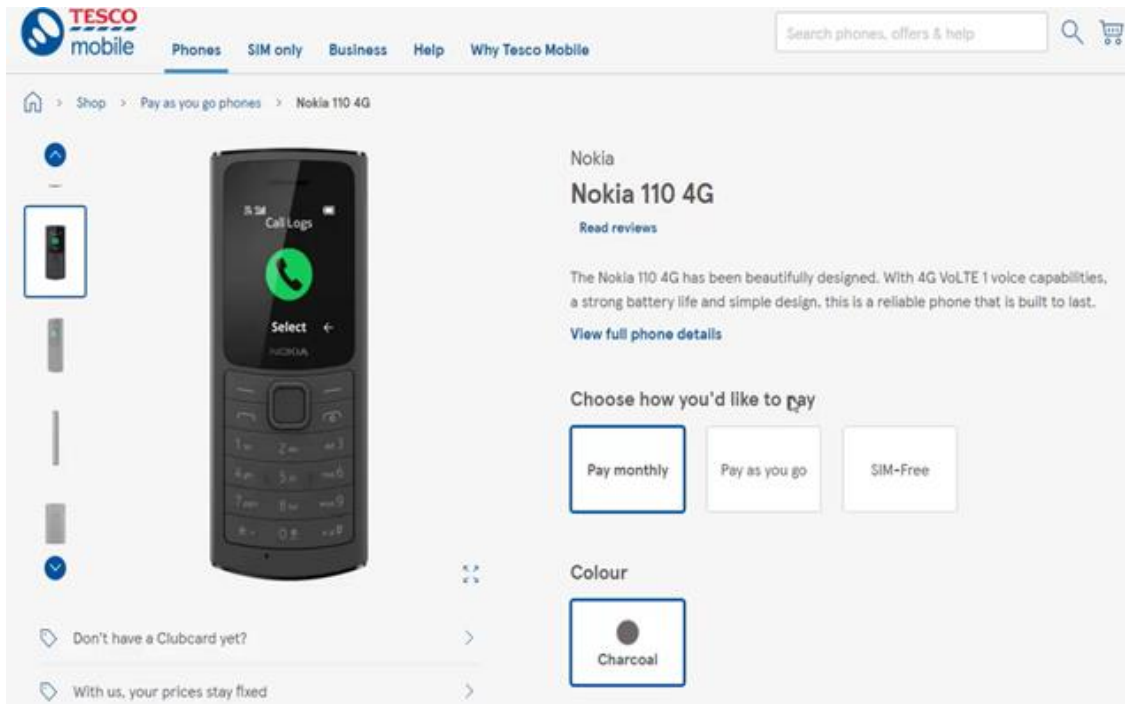 TESCO
mobile
Phones
SIM only
Business
Help
Why Tesco Mobile
Search phones, offers & help
Shop > Pay as you go phones > Nokia 110 4G
Call Logs
Select
NOKIA
Nokia
Nokia 110 4G
Read reviews
The Nokia 110 4G has been beautifully designed. With 4G VoLTE 1 voice capabilities,
a strong battery life and simple design, this is a reliable phone that is built to last.
View full phone details
Choose how you'd like to pay
Pay monthly
Pay as you go
SIM-Free
Colour
Charcoal
Don't have a Clubcard yet?
With us, your prices stay fixed